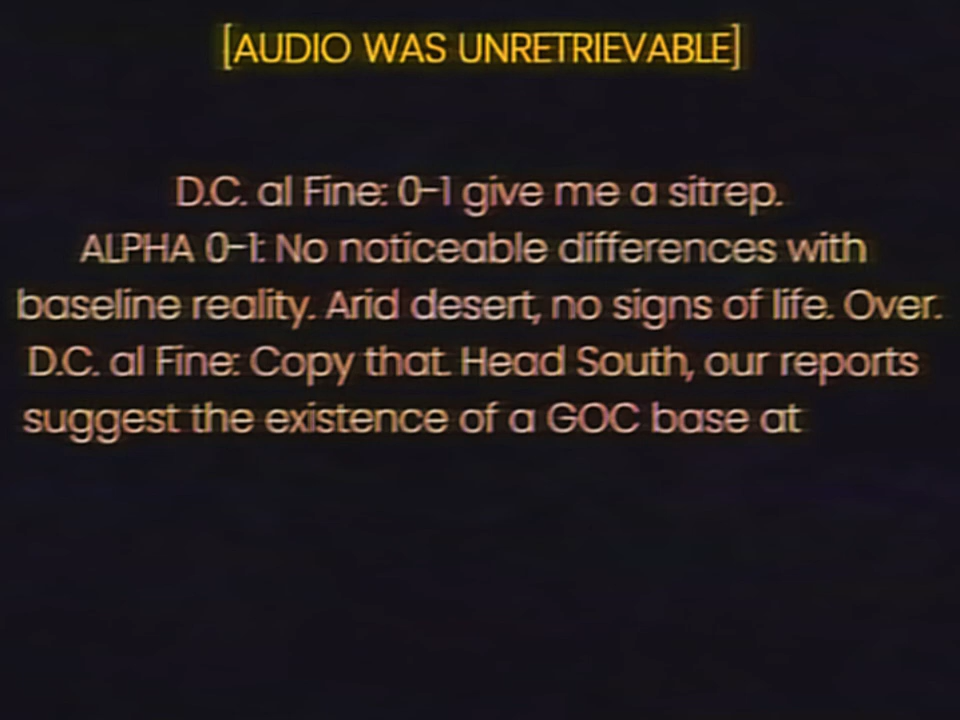 [AUDIO WAS UNRETRIEVABLE]
D.C. al Fine: 0-1 give me a sitrep.
ALPHA 0-1: No noticeable differences with
baseline reality. Arid desert, no signs of life. Over.
D.C. al Fine: Copy that. Head South, our reports
suggest the existence of a GOC base at